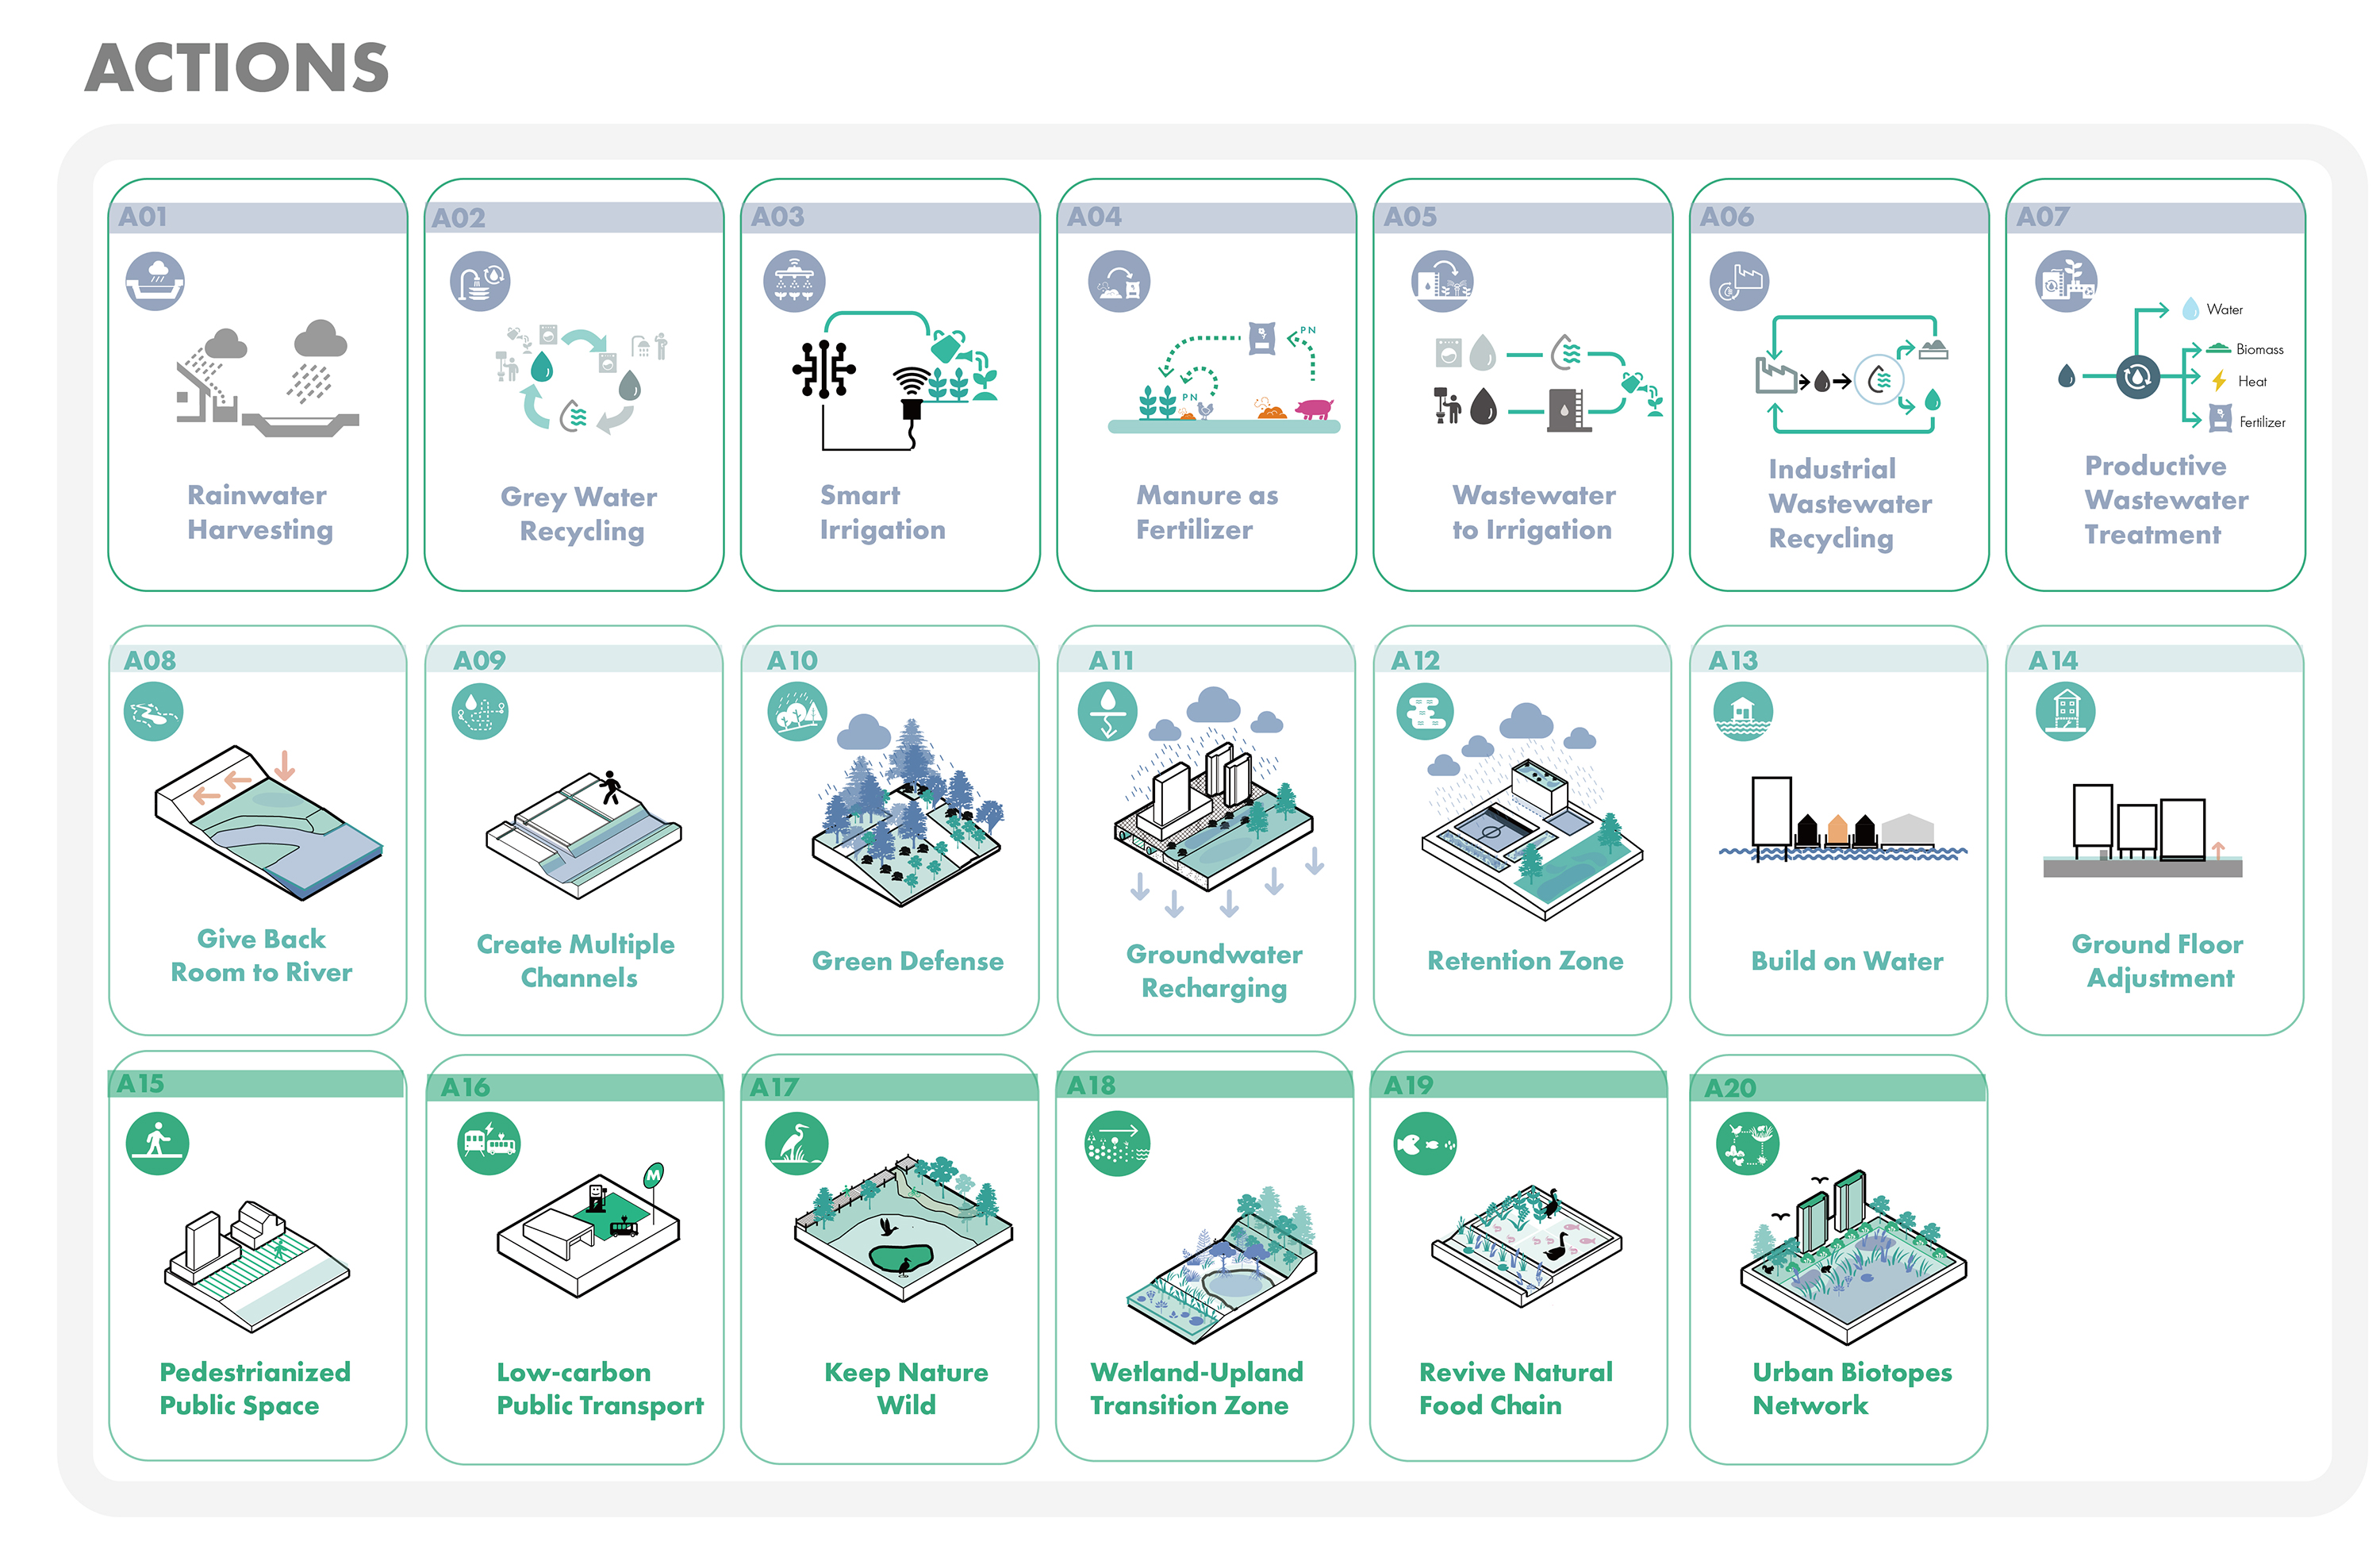 ACTIONS
A01
Rainwater
Harvesting
A02
Grey Water
Recycling
A03
Smart
Irrigation
A04
PN
PN
Manure as
Fertilizer
A05
Wastewater
to Irrigation
A06
Industrial
Wastewater
Recycling
A07
Water
Biomass
Heat
Fertilizer
Productive
Wastewater
Treatment
A08
Give Back
Room to River
A09
Create Multiple
Channels
A10
Green Defense
A11
Groundwater
Recharging
A12
Retention Zone
A13
Build on Water
A14
Ground Floor
Adjustment
A15
Pedestrianized
Public Space
A16
M
Low-carbon
Public Transport
A17
Keep Nature
Wild
A18
Wetland-Upland
Transition Zone
A19
Revive Natural
Food Chain
A20
Urban Biotopes
Network